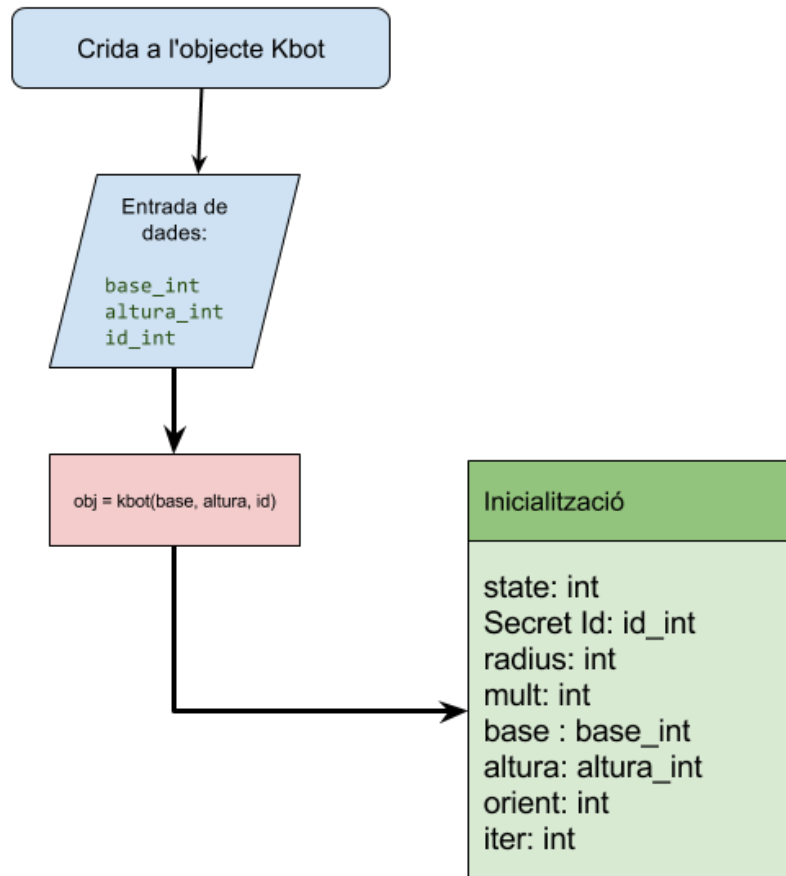 Crida a l'objecte Kbot
Entrada de
dades:
base_int
altura_int
id_int
obj = kbot(base, altura, id)
Inicialització
state: int
Secret Id: id_int
radius: int
mult: int
base : base_int
altura: altura_int
orient: int
iter: int